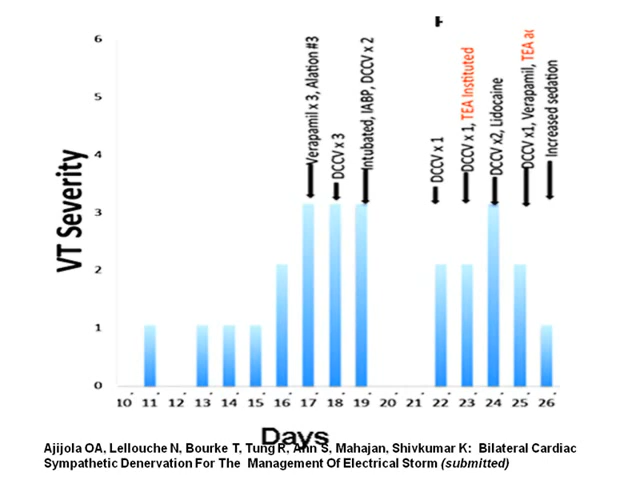 6
5
4
3
2
1
0
VT Severity
Verapamil x 3, Alation #3
DCCV x 3
Intubated, IABP, DCCV x 2
DCCV x 1
DCCV x 1, TEA Instituted
DCCV x2, Lidocaine
DCCV x1, Verapamil, TEA
Increased sedation
10 11 12 13 14 15 16 17 18 19 20 21 22 23 24 25 26
Days
Ajijola OA, Lellouche N, Bourke T, Tung R, Ahn S, Mahajan, Shivkumar K: Bilateral Cardiac
Sympathetic Denervation For The Management Of Electrical Storm (submitted)